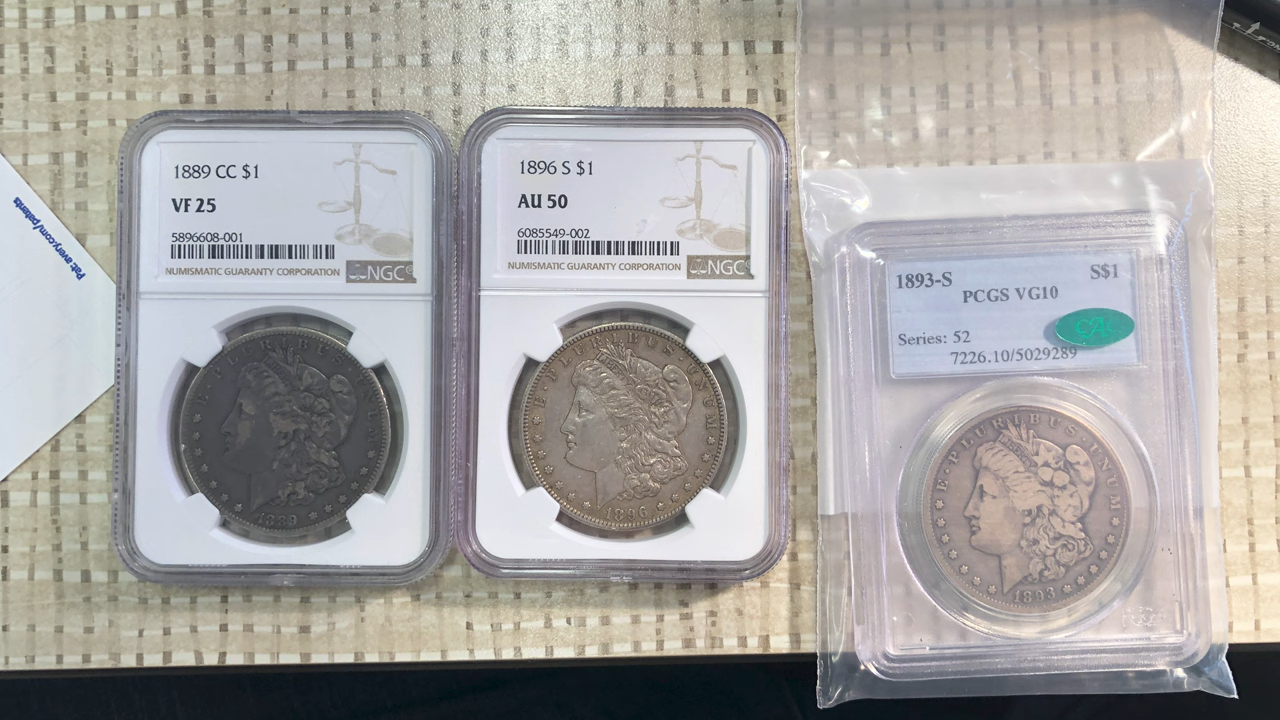 Pat: avery.com/patents
1889 CC $1
VF 25
5896608-001
NUMISMATIC GUARANTY CORPORATION
NGC
E·PLURIBUS·UNUM
1889
1896 S $1
AU 50
6085549-002
NUMISMATIC GUARANTY CORPORATION
NGC
E·PLURIBUS·UNUM
1896
1893-S S$1
PCGS VG10
CAC
Series: 52
7226.10/5029289
E·PLURIBUS·UNUM
1893